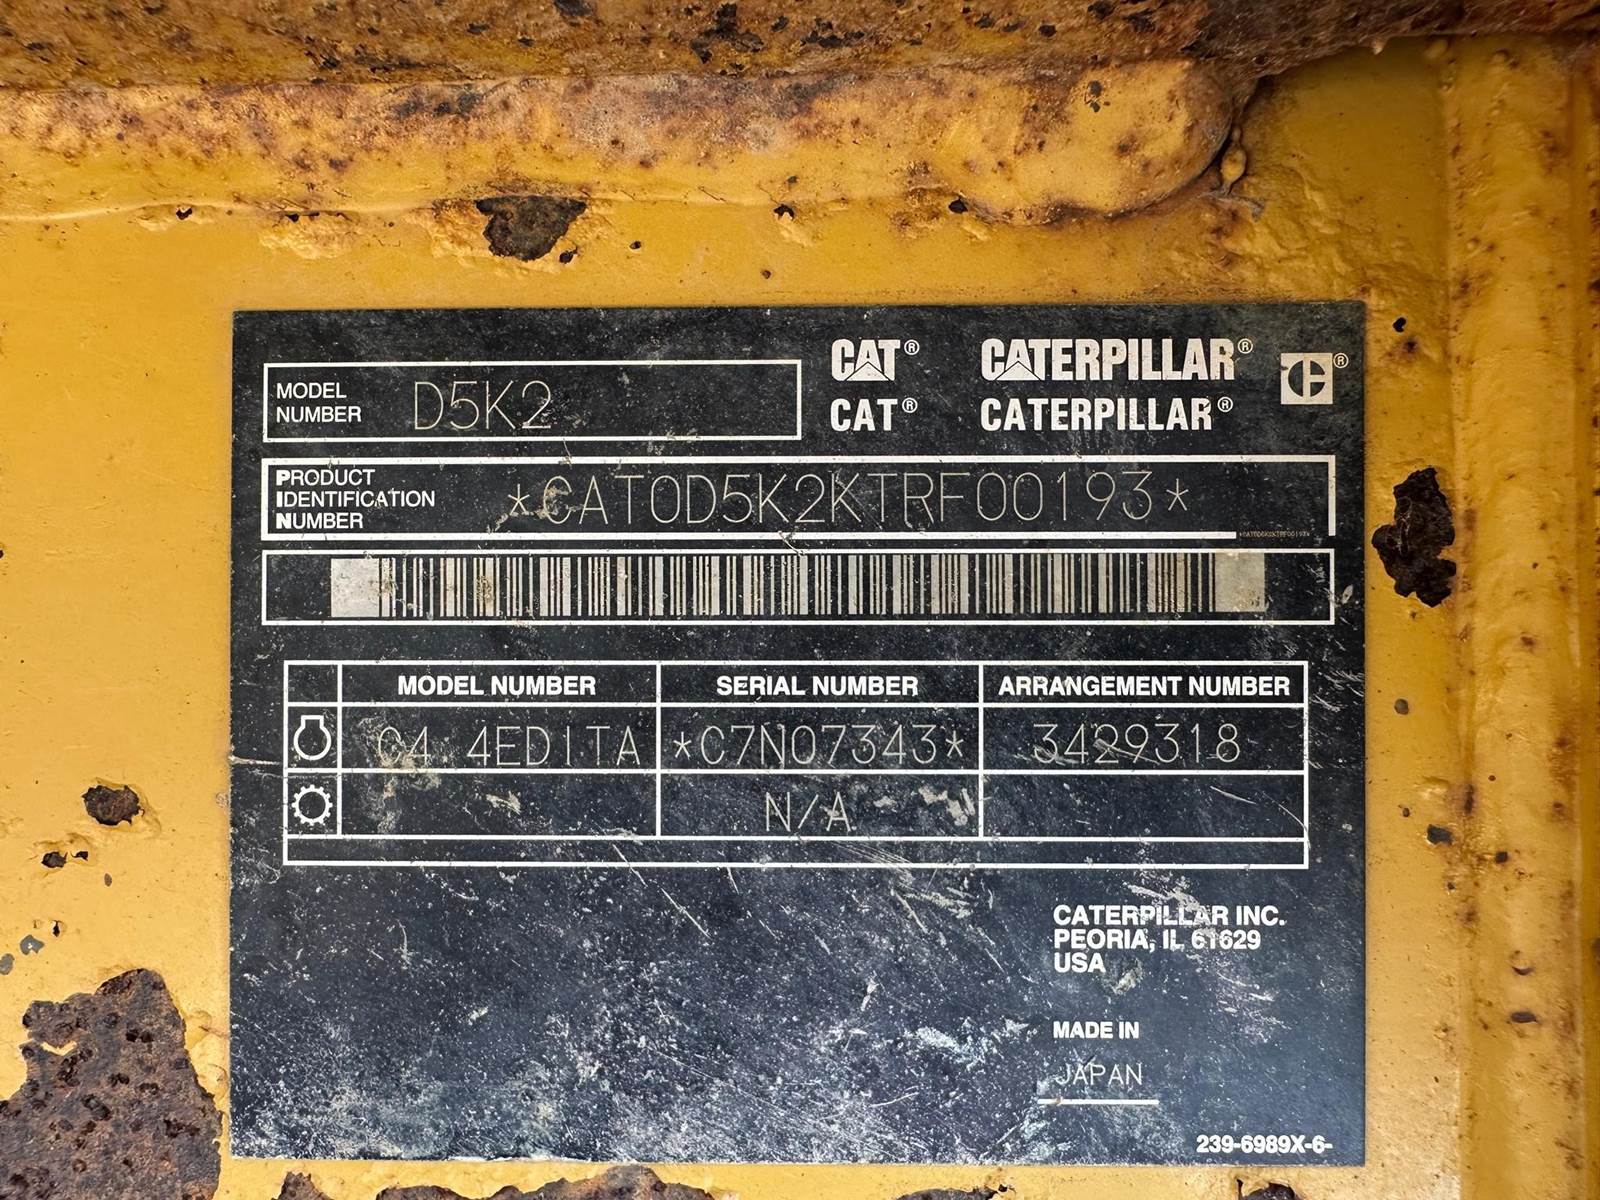 MODEL NUMBER D5K2
CAT® CATERPILLAR®
CAT® CATERPILLAR®
PRODUCT IDENTIFICATION NUMBER *CAT0D5K2KTRF00193*
*CAT0D5K2KTRF00193*
MODEL NUMBER SERIAL NUMBER ARRANGEMENT NUMBER
C4.4EDITA *C7N07343* 3429318
N/A
CATERPILLAR INC.
PEORIA, IL 61629
USA
MADE IN
JAPAN
239-6989X-6-